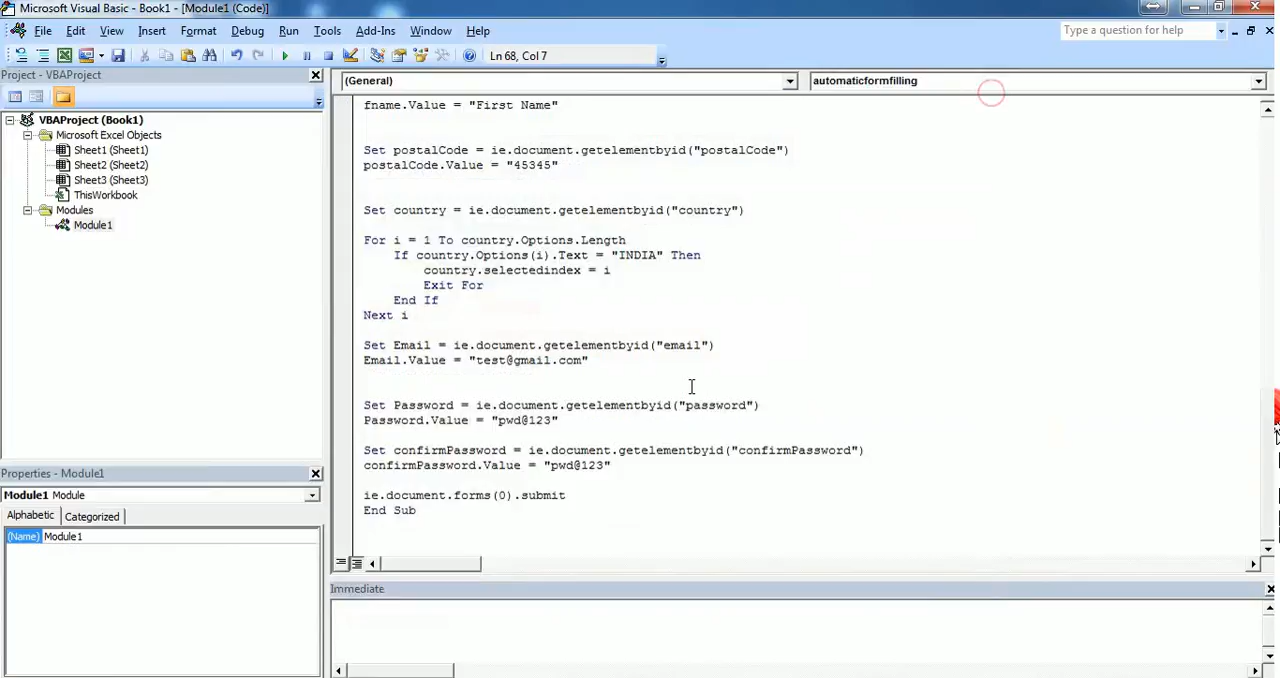 Microsoft Visual Basic - Book1 - [Module1 (Code)]
File Edit View Insert Format Debug Run Tools Add-Ins Window Help
Type a question for help
Ln 68, Col 7
Project - VBAProject
(General)
automaticformfilling
VBAProject (Book1)
Microsoft Excel Objects
Sheet1 (Sheet1)
Sheet2 (Sheet2)
Sheet3 (Sheet3)
ThisWorkbook
Modules
Module1
fname.Value = "First Name"
Set postalCode = ie.document.getelementbyid("postalCode")
postalCode.Value = "45345"
Set country = ie.document.getelementbyid("country")
For i = 1 To country.Options.Length
If country.Options(i).Text = "INDIA" Then
country.selectedindex = i
Exit For
End If
Next i
Set Email = ie.document.getelementbyid("email")
Email.Value = "test@gmail.com"
Set Password = ie.document.getelementbyid("password")
Password.Value = "pwd@123"
Set confirmPassword = ie.document.getelementbyid("confirmPassword")
confirmPassword.Value = "pwd@123"
ie.document.forms(0).submit
End Sub
Properties - Module1
Module1 Module
Alphabetic Categorized
(Name) Module1
Immediate